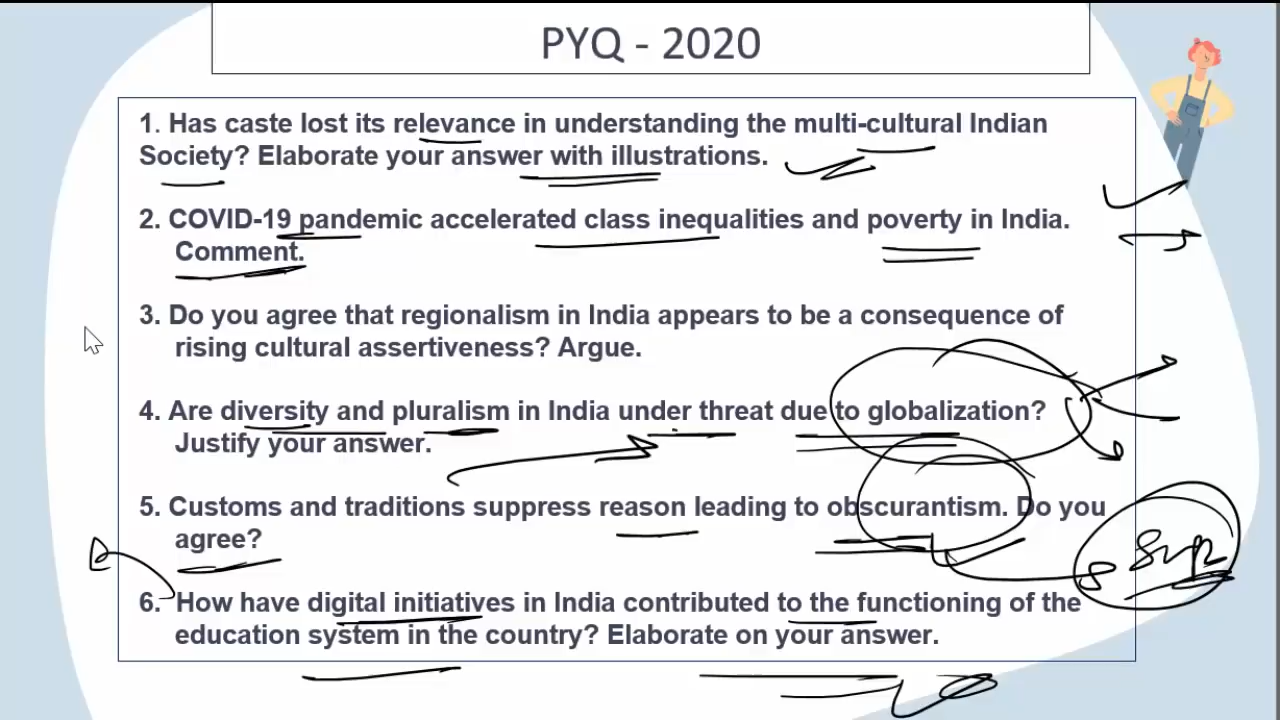 PYQ - 2020
1. Has caste lost its relevance in understanding the multi-cultural Indian
Society? Elaborate your answer with illustrations.
2. COVID-19 pandemic accelerated class inequalities and poverty in India.
Comment.
3. Do you agree that regionalism in India appears to be a consequence of
rising cultural assertiveness? Argue.
4. Are diversity and pluralism in India under threat due to globalization?
Justify your answer.
5. Customs and traditions suppress reason leading to obscurantism. Do you
agree?
6. How have digital initiatives in India contributed to the functioning of the
education system in the country? Elaborate on your answer.